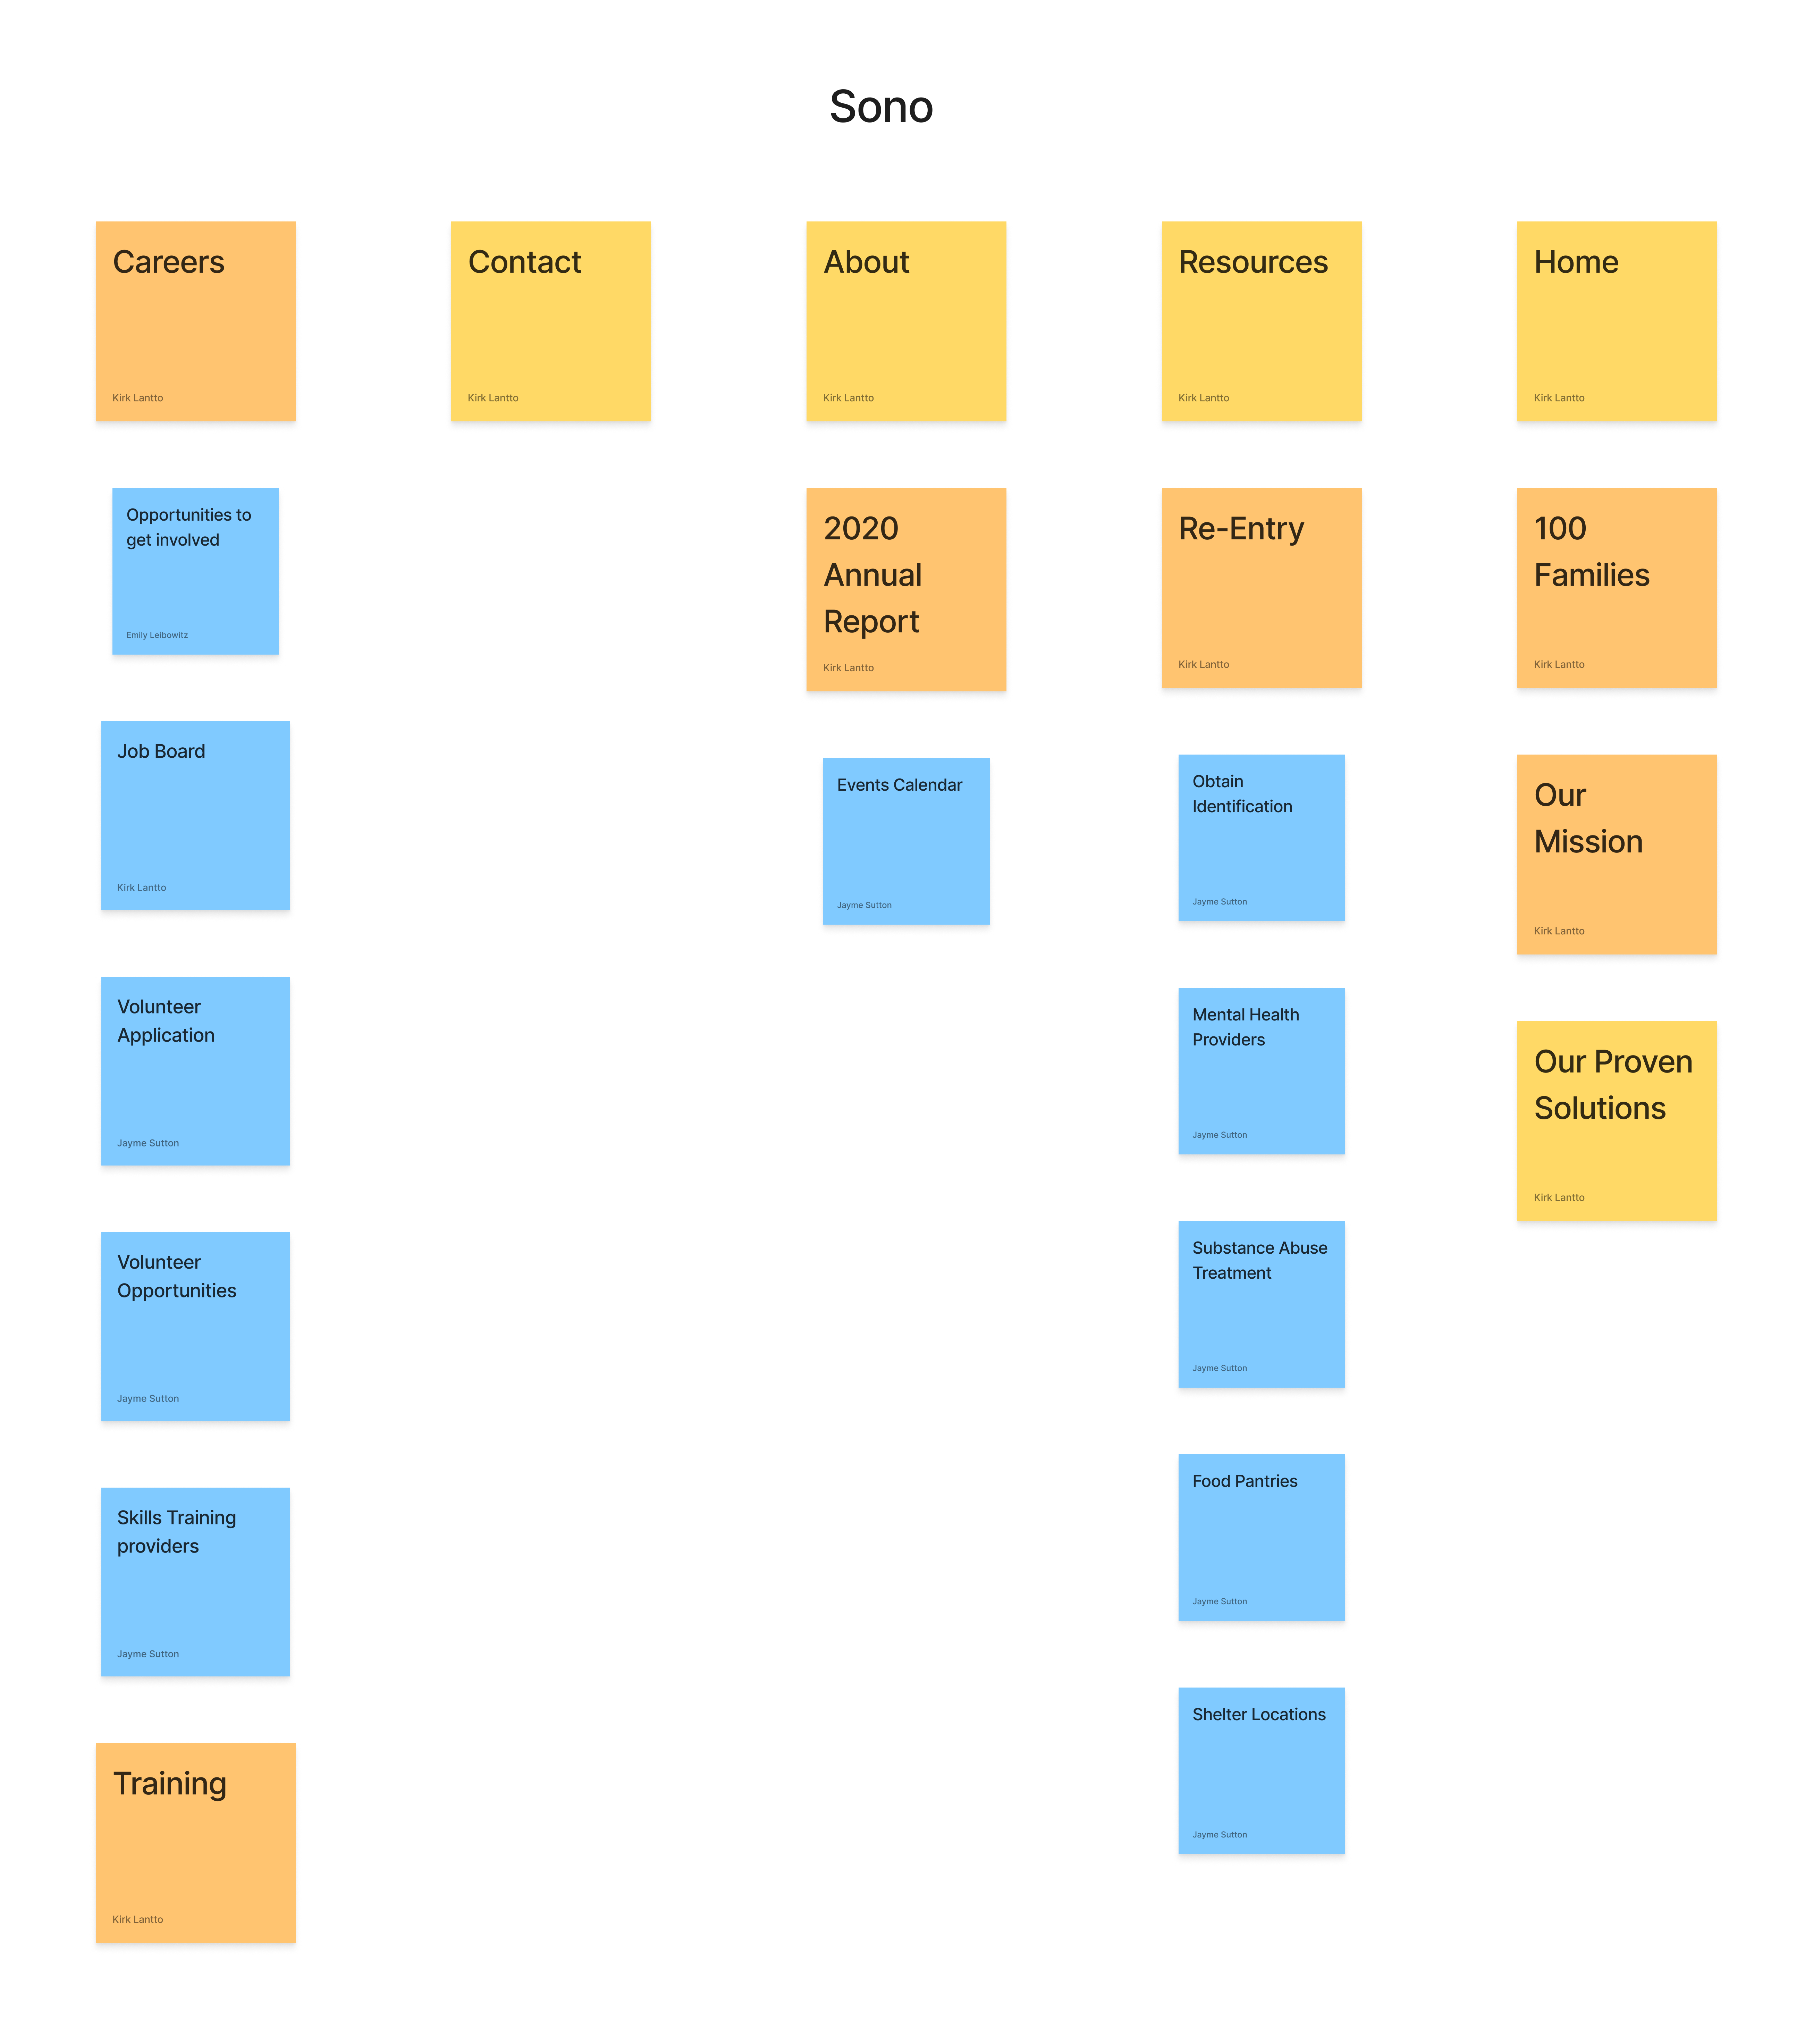 Sono
Careers
Kirk Lantto
Contact
Kirk Lantto
About
Kirk Lantto
Resources
Kirk Lantto
Home
Kirk Lantto
Opportunities to
get involved
Emily Leibowitz
Job Board
Kirk Lantto
Volunteer
Application
Jayme Sutton
Volunteer
Opportunities
Jayme Sutton
Skills Training
providers
Jayme Sutton
Training
Kirk Lantto
2020
Annual
Report
Kirk Lantto
Events Calendar
Jayme Sutton
Re-Entry
Kirk Lantto
Obtain
Identification
Jayme Sutton
Mental Health
Providers
Jayme Sutton
Substance Abuse
Treatment
Jayme Sutton
Food Pantries
Jayme Sutton
Shelter Locations
Jayme Sutton
100
Families
Kirk Lantto
Our
Mission
Kirk Lantto
Our Proven
Solutions
Kirk Lantto